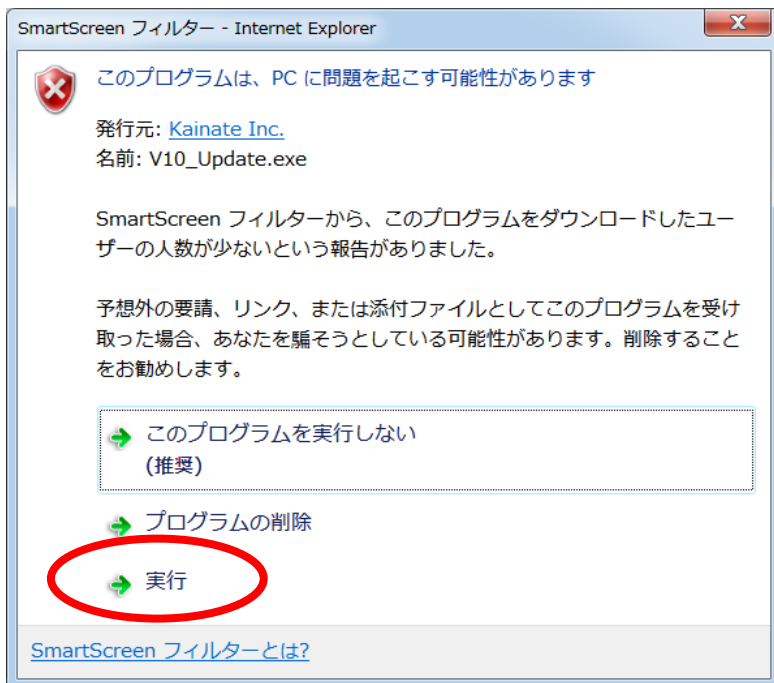 SmartScreen フィルター - Internet Explorer
このプログラムは、PC に問題を起こす可能性があります
発行元: Kainate Inc.
名前: V10_Update.exe
SmartScreen フィルターから、このプログラムをダウンロードしたユー
ザーの人数が少ないという報告がありました。
予想外の要請、リンク、または添付ファイルとしてこのプログラムを受け
取った場合、あなたを騙そうとしている可能性があります。削除すること
をお勧めします。
このプログラムを実行しない
(推奨)
プログラムの削除
実行
SmartScreen フィルターとは?